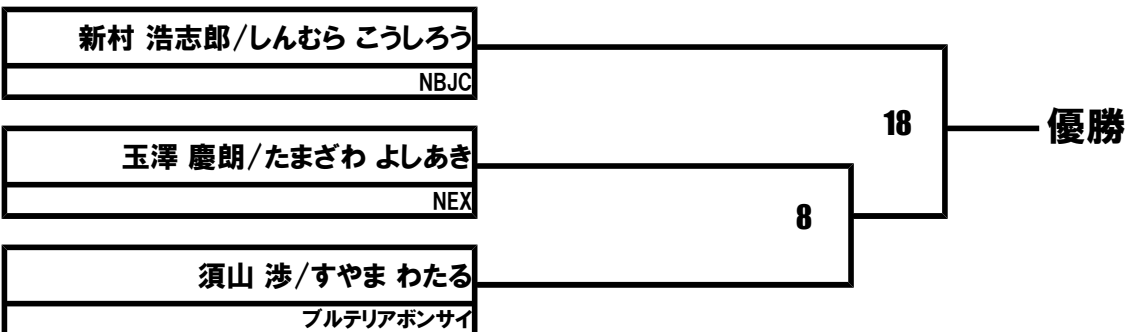 新村 浩志郎/しんむら こうしろう
NBJC
18
優勝
玉澤 慶朗/たまざわ よしあき
NEX
8
須山 渉/すやま わたる
ブルテリアボンサイ